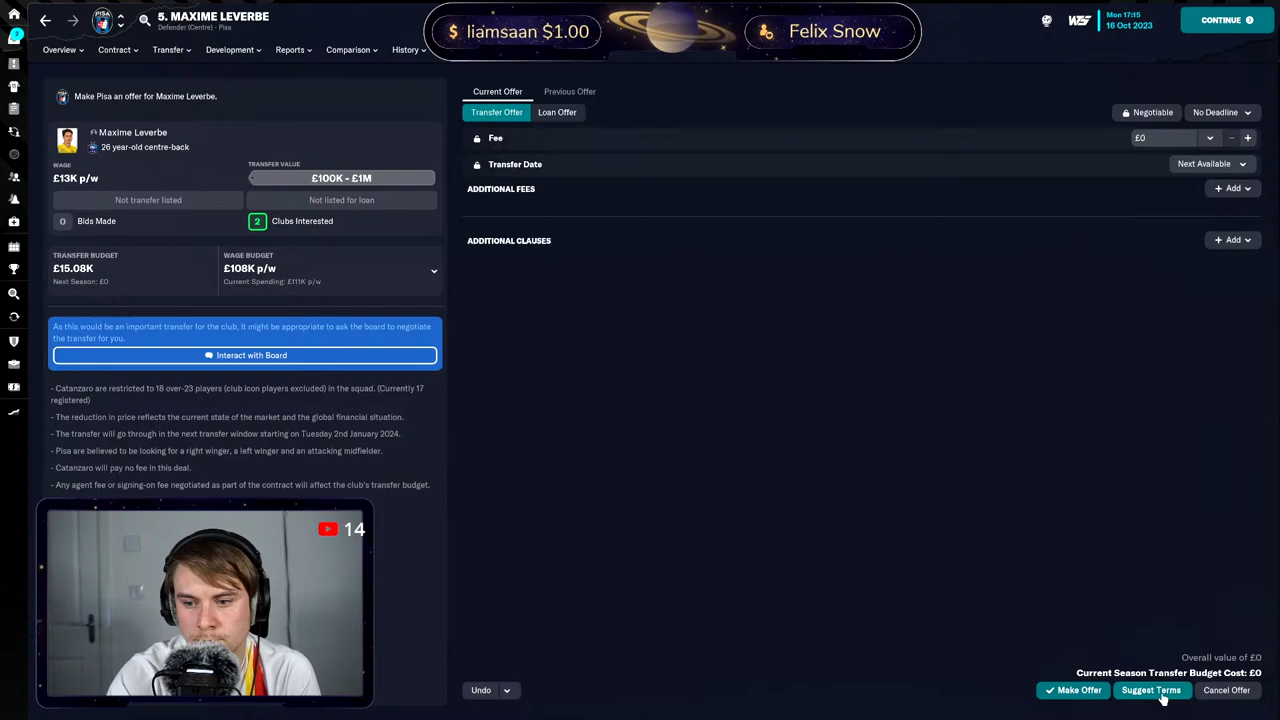 5. MAXIME LEVERBE
Defender (Centre) - Pisa
PISA
$ liamsaan $1.00
Felix Snow
Mon 17:15
16 Oct 2023
CONTINUE
2
Overview
Contract
Transfer
Development
Reports
Comparison
History
Make Pisa an offer for Maxime Leverbe.
Maxime Leverbe
26 year-old centre-back
WAGE
£13K p/w
TRANSFER VALUE
£100K - £1M
Not transfer listed
Not listed for loan
0 Bids Made
2 Clubs Interested
TRANSFER BUDGET
£15.08K
Next Season: £0
WAGE BUDGET
£108K p/w
Current Spending: £111K p/w
As this would be an important transfer for the club, it might be appropriate to ask the board to negotiate
the transfer for you.
Interact with Board
- Catanzaro are restricted to 18 over-23 players (club icon players excluded) in the squad. (Currently 17
registered)
- The reduction in price reflects the current state of the market and the global financial situation.
- The transfer will go through in the next transfer window starting on Tuesday 2nd January 2024.
- Pisa are believed to be looking for a right winger, a left winger and an attacking midfielder.
- Catanzaro will pay no fee in this deal.
- Any agent fee or signing-on fee negotiated as part of the contract will affect the club's transfer budget.
14
Current Offer
Previous Offer
Transfer Offer
Loan Offer
Negotiable
No Deadline
Fee
£0
Transfer Date
Next Available
ADDITIONAL FEES
+ Add
ADDITIONAL CLAUSES
+ Add
Overall value of £0
Current Season Transfer Budget Cost: £0
Undo
Make Offer
Suggest Terms
Cancel Offer